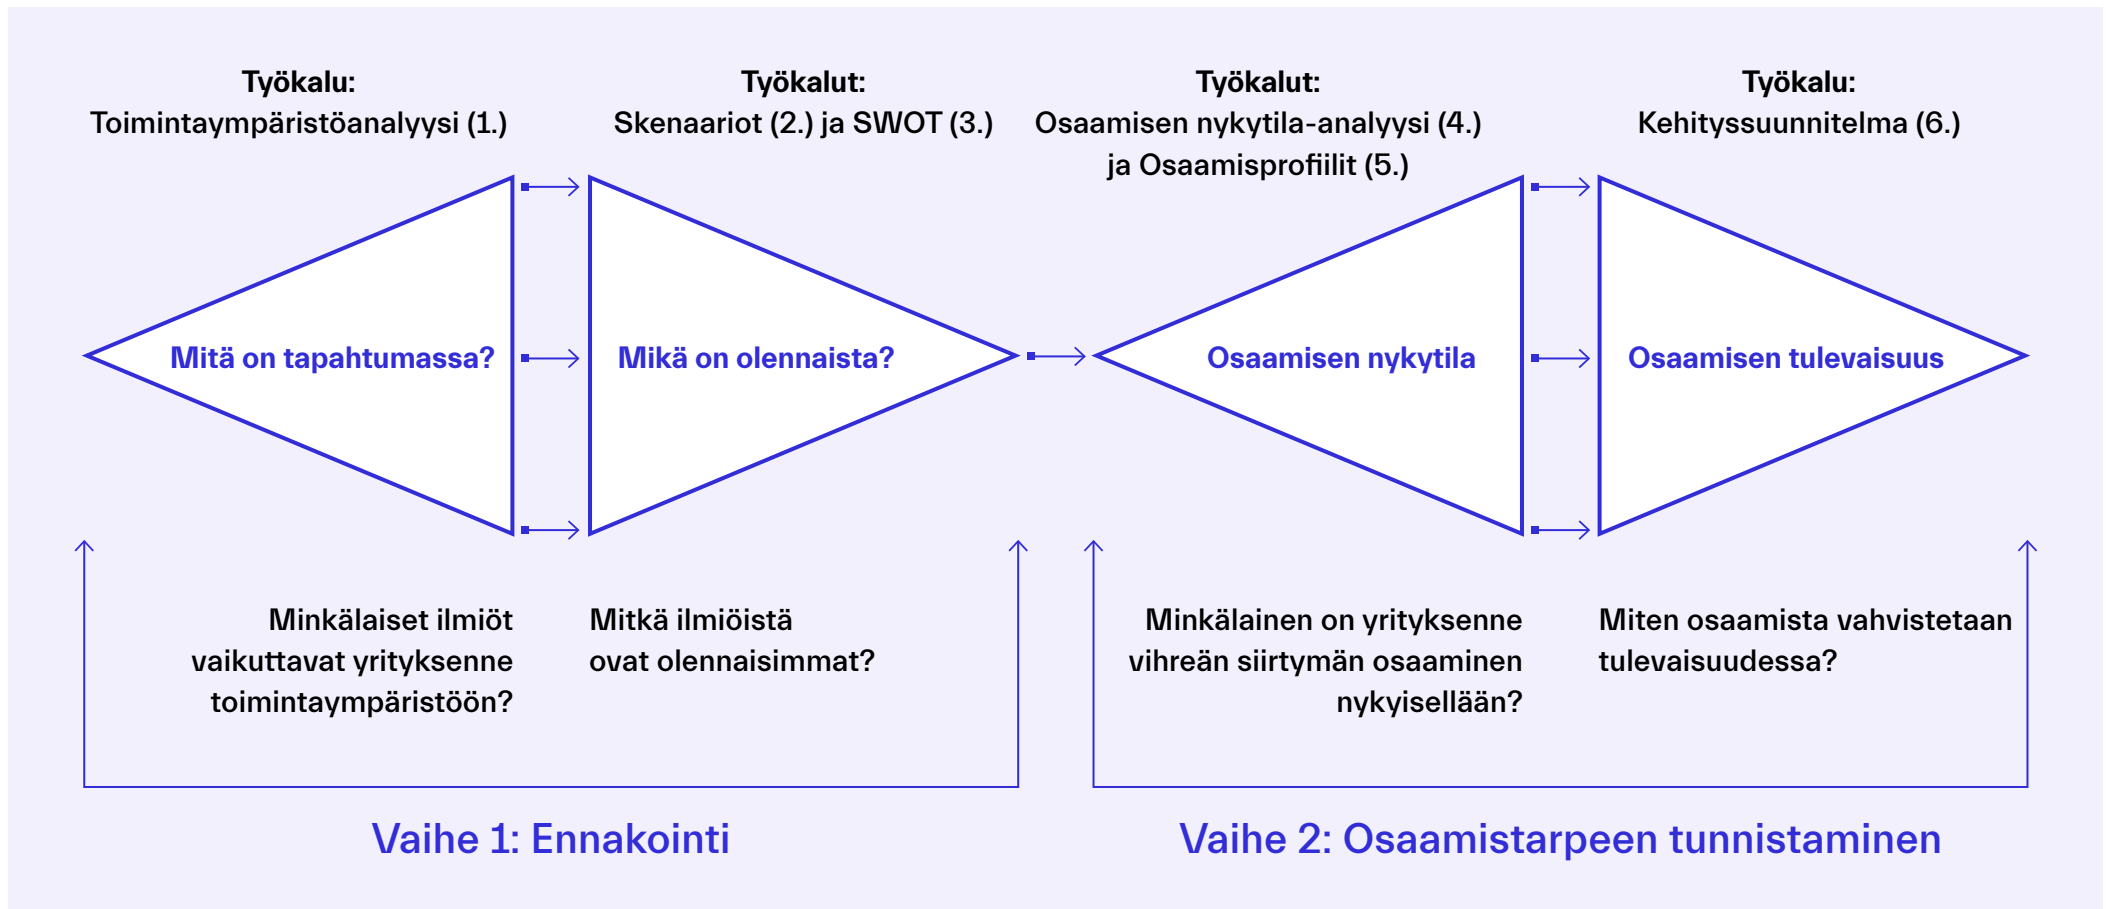 Työkalu:
Toimintaympäristöanalyysi (1.)
Työkalut:
Skenaariot (2.) ja SWOT (3.)
Työkalut:
Osaamisen nykytila-analyysi (4.)
ja Osaamisprofiilit (5.)
Työkalu:
Kehityssuunnitelma (6.)
Mitä on tapahtumassa?
Mikä on olennaista?
Osaamisen nykytila
Osaamisen tulevaisuus
Minkälaiset ilmiöt
vaikuttavat yrityksenne
toimintaympäristöön?
Mitkä ilmiöistä
ovat olennaisimmat?
Minkälainen on yrityksenne
vihreän siirtymän osaaminen
nykyisellään?
Miten osaamista vahvistetaan
tulevaisuudessa?
Vaihe 1: Ennakointi
Vaihe 2: Osaamistarpeen tunnistaminen